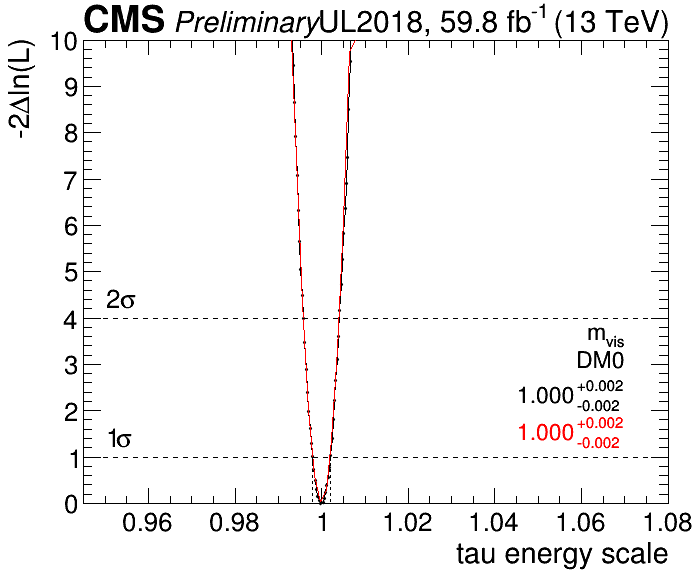 CMS PreliminaryUL2018, 59.8 fb-1 (13 TeV)
-2Δln(L)
10
9
8
7
6
5
2σ
4
3
2
1σ
1
0
mvis
DM0
1.000 +0.002 -0.002
1.000 +0.002 -0.002
0.96 0.98 1 1.02 1.04 1.06 1.08
tau energy scale